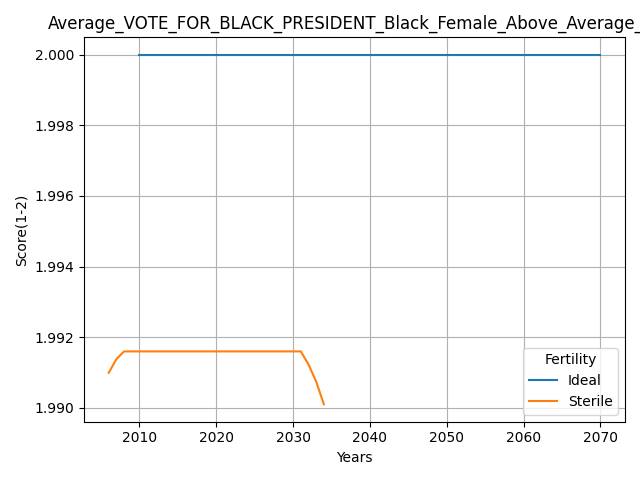 Average_VOTE_FOR_BLACK_PRESIDENT_Black_Female_Above_Average_
2.000
1.998
1.996
1.994
1.992
1.990
Score(1-2)
Fertility
Ideal
Sterile
2010 2020 2030 2040 2050 2060 2070
Years